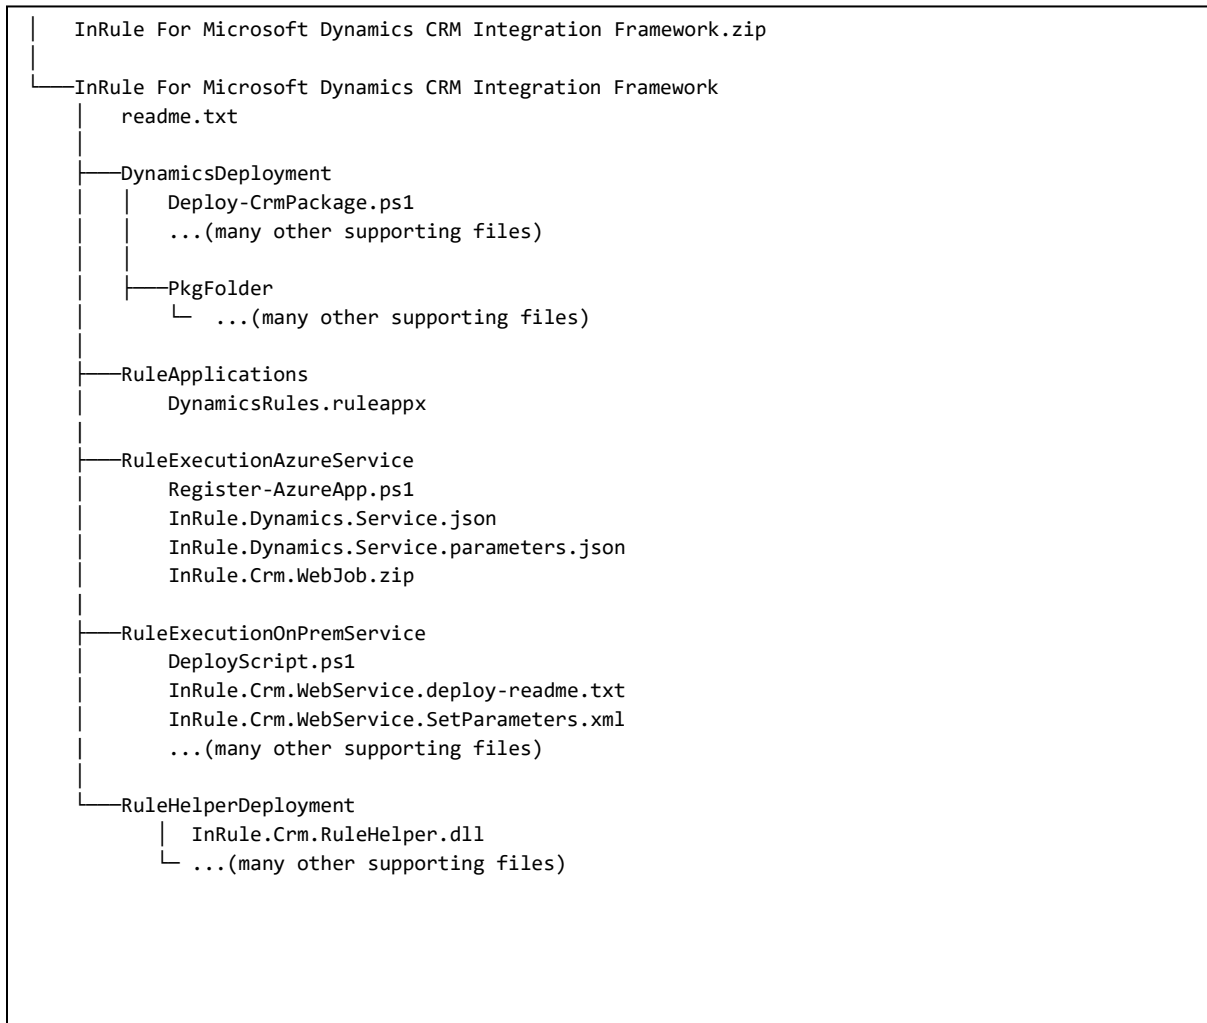 InRule For Microsoft Dynamics CRM Integration Framework.zip
InRule For Microsoft Dynamics CRM Integration Framework
readme.txt
DynamicsDeployment
Deploy-CrmPackage.ps1
...(many other supporting files)
PkgFolder
...(many other supporting files)
RuleApplications
DynamicsRules.ruleappx
RuleExecutionAzureService
Register-AzureApp.ps1
InRule.Dynamics.Service.json
InRule.Dynamics.Service.parameters.json
InRule.Crm.WebJob.zip
RuleExecutionOnPremService
DeployScript.ps1
InRule.Crm.WebService.deploy-readme.txt
InRule.Crm.WebService.SetParameters.xml
...(many other supporting files)
RuleHelperDeployment
InRule.Crm.RuleHelper.dll
...(many other supporting files)